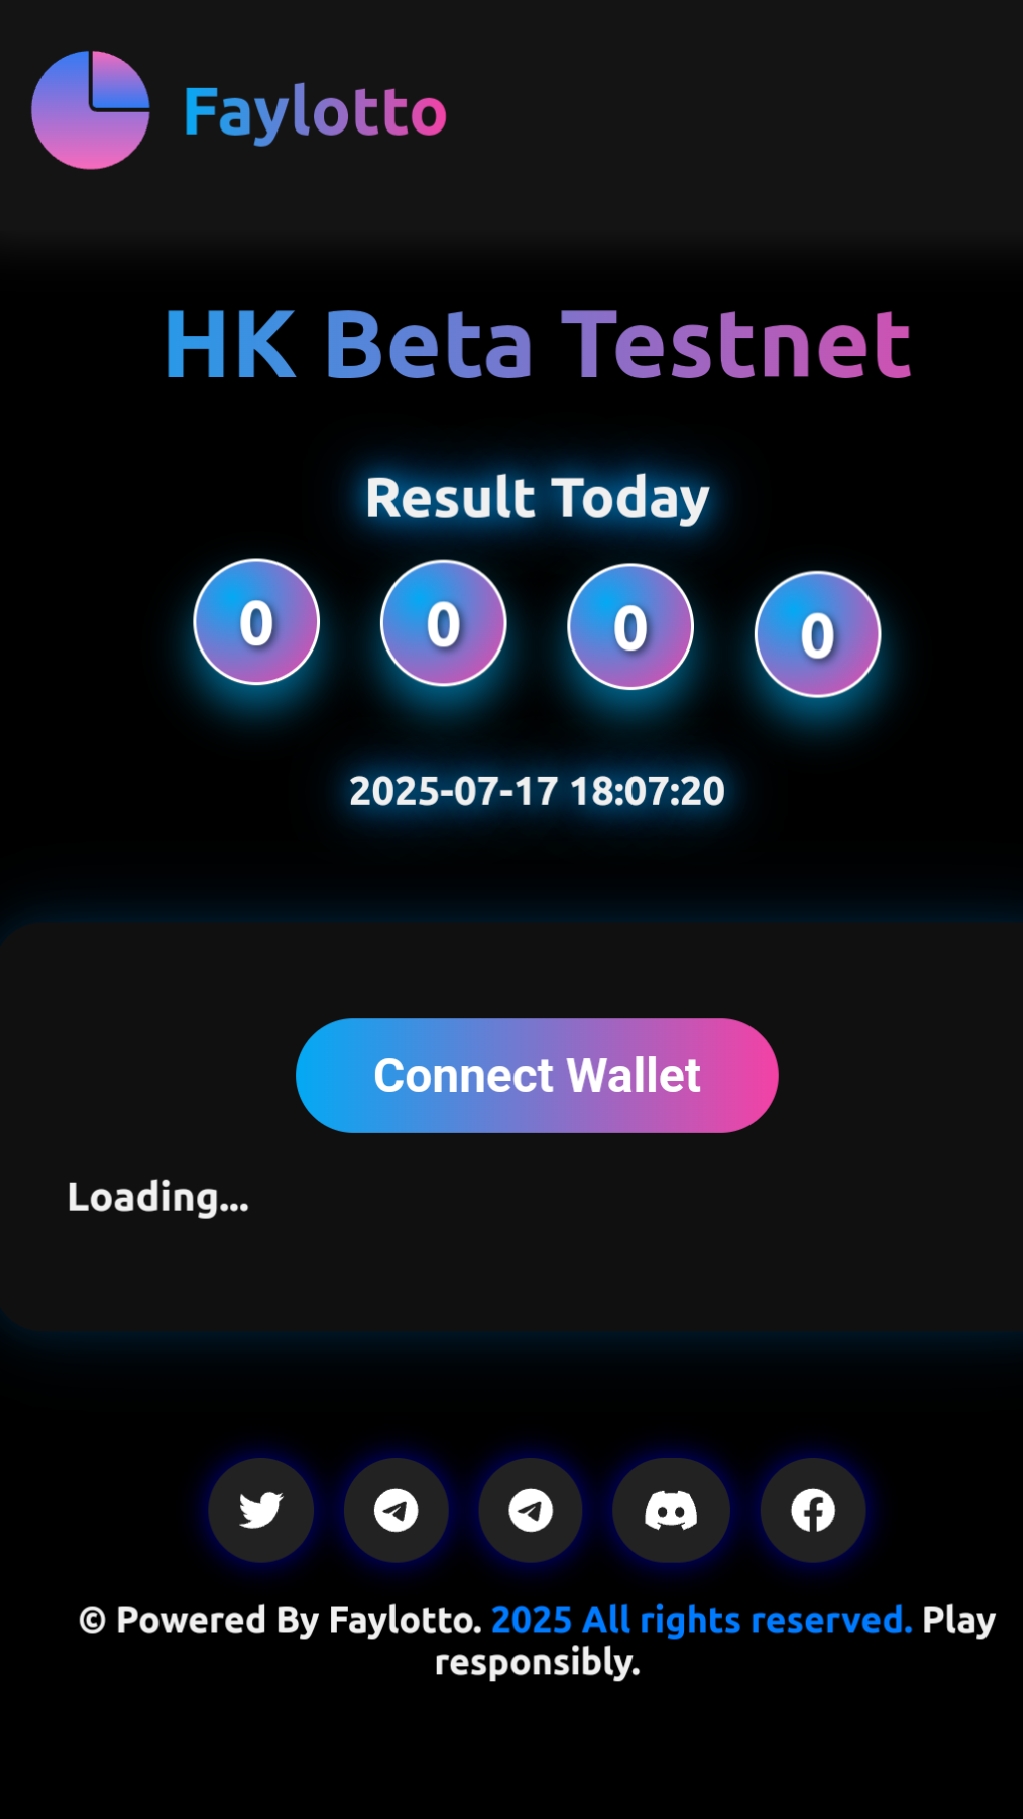 Faylotto
HK Beta Testnet
Result Today
0 0 0 0
2025-07-17 18:07:20
Connect Wallet
Loading...
© Powered By Faylotto. 2025 All rights reserved. Play
responsibly.